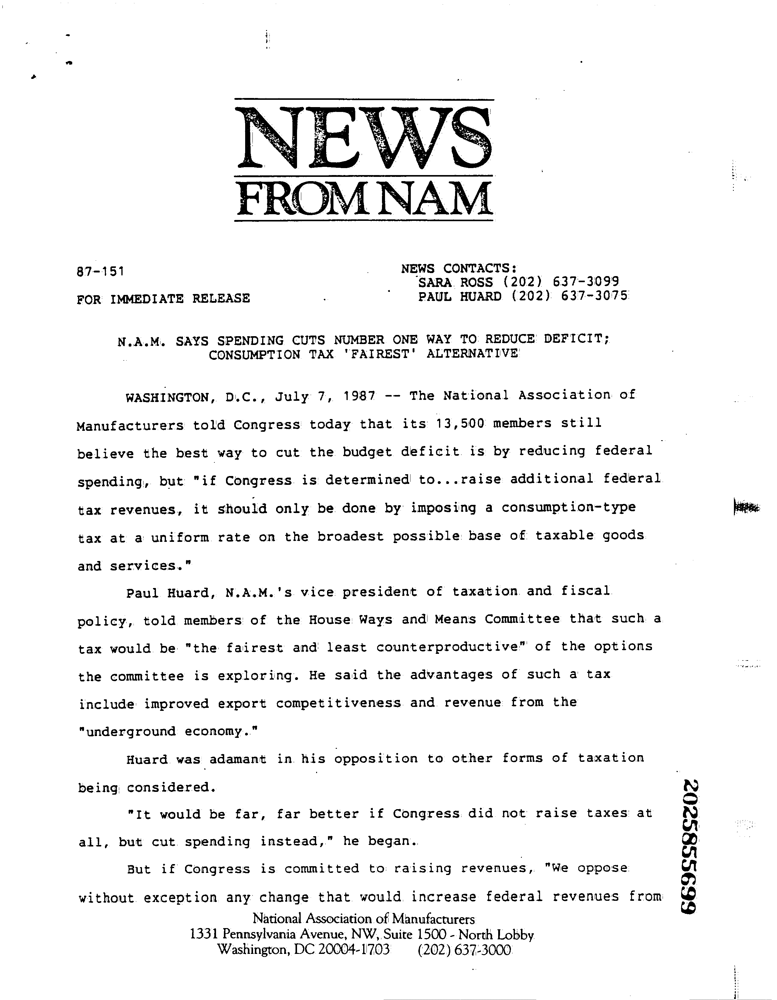 NEWS
FROM NAM
87-151
NEWS CONTACTS:
SARA ROSS (202) 637-3099
FOR IMMEDIATE RELEASE
PAUL HUARD (202) 637-3075
N.A.M. SAYS SPENDING CUTS NUMBER ONE WAY TO REDUCE DEFICIT;
CONSUMPTION TAX 'FAIREST' ALTERNATIVE
WASHINGTON, D.C., July 7, 1987 -- The National Association of
Manufacturers told Congress today that its 13,500 members still
believe the best way to cut the budget deficit is by reducing federal
spending, but "if Congress is determined to...raise additional federal
tax revenues, it should only be done by imposing a consumption-type
tax at a uniform rate on the broadest possible base of taxable goods
and services."
Paul Huard, N.A.M.'s vice president of taxation and fiscal
policy, told members of the House Ways and Means Committee that such a
tax would be "the fairest and least counterproductive" of the options
the committee is exploring. He said the advantages of such a tax
include improved export competitiveness and revenue from the
"underground economy."
Huard was adamant in his opposition to other forms of taxation
being considered.
"It would be far, far better if Congress did not raise taxes at
all, but cut spending instead," he began.
But if Congress is committed to raising revenues, "We oppose
without exception any change that would increase federal revenues from
National Association of Manufacturers
1331 Pennsylvania Avenue, NW, Suite 1500 - North Lobby
Washington, DC 20004-1703 (202) 637-3000
2025855699